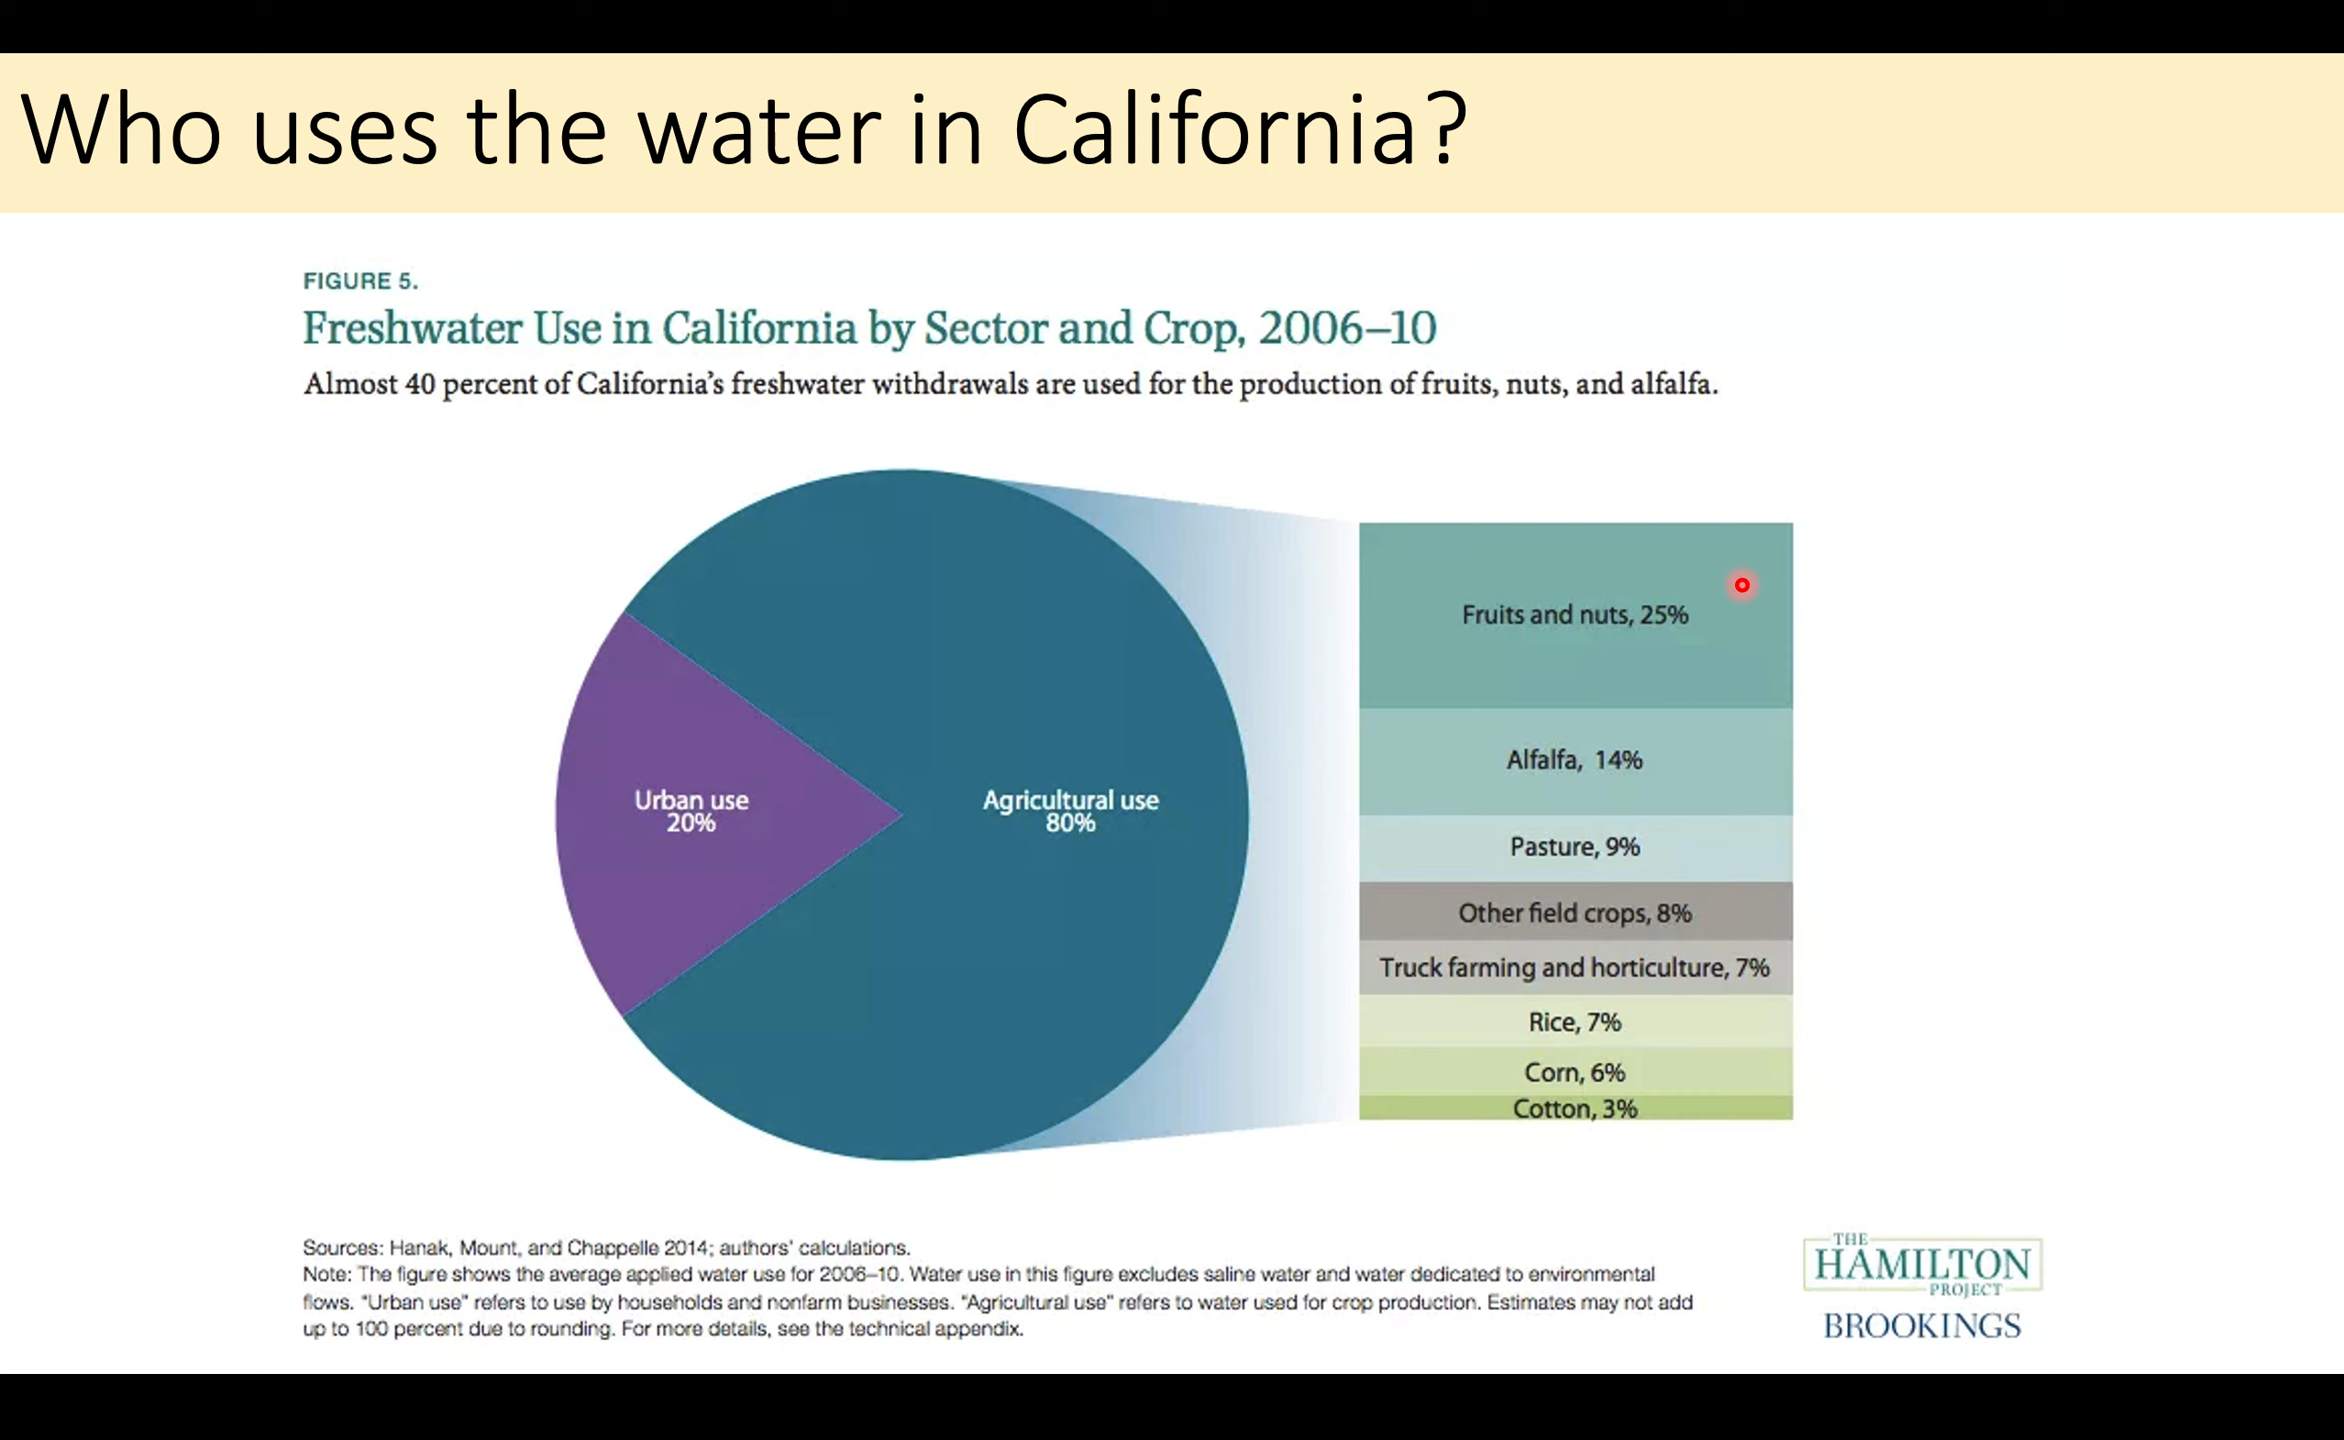 Who uses the water in California?
FIGURE 5.
Freshwater Use in California by Sector and Crop, 2006–10
Almost 40 percent of California’s freshwater withdrawals are used for the production of fruits, nuts, and alfalfa.
Urban use
20%
Agricultural use
80%
Fruits and nuts, 25%
Alfalfa, 14%
Pasture, 9%
Other field crops, 8%
Truck farming and horticulture, 7%
Rice, 7%
Corn, 6%
Cotton, 3%
Sources: Hanak, Mount, and Chappelle 2014; authors’ calculations.
Note: The figure shows the average applied water use for 2006–10. Water use in this figure excludes saline water and water dedicated to environmental
flows. “Urban use” refers to use by households and nonfarm businesses. “Agricultural use” refers to water used for crop production. Estimates may not add
up to 100 percent due to rounding. For more details, see the technical appendix.
THE
HAMILTON
PROJECT
BROOKINGS